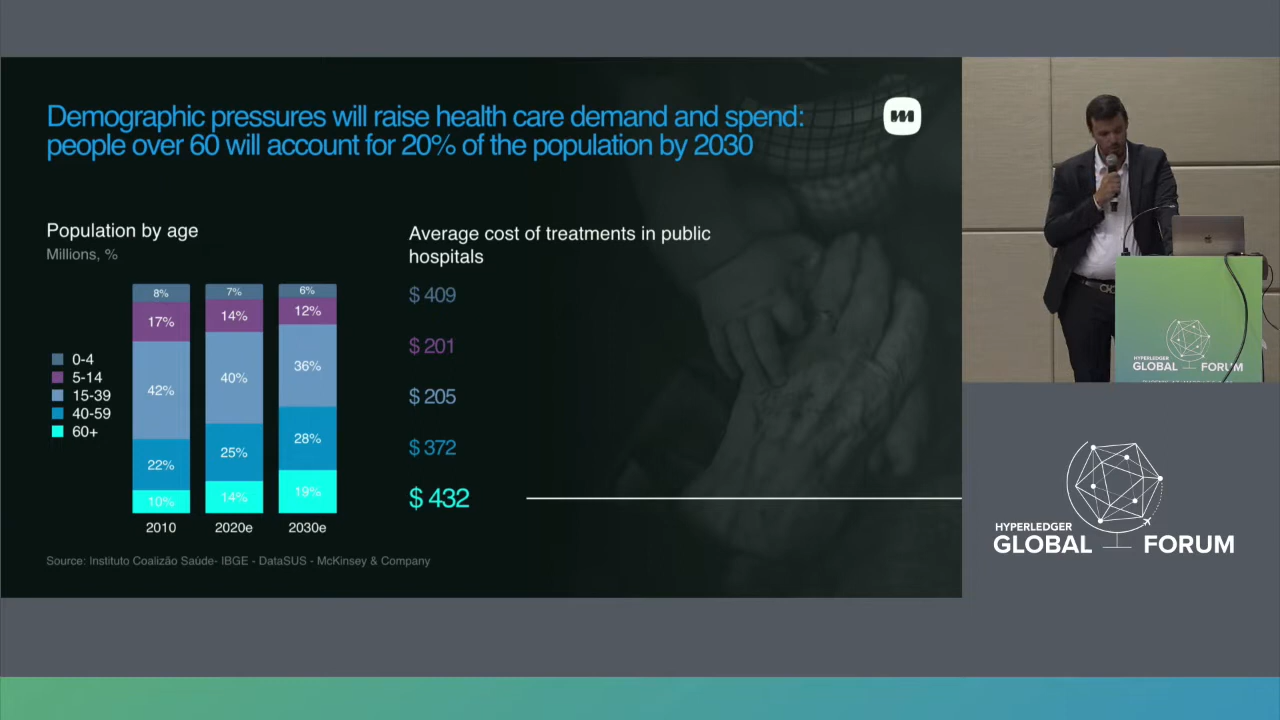 Demographic pressures will raise health care demand and spend:
people over 60 will account for 20% of the population by 2030
Population by age
Millions, %
0-4
5-14
15-39
40-59
60+
8%
17%
42%
22%
10%
2010
7%
14%
40%
25%
14%
2020e
6%
12%
36%
28%
19%
2030e
Average cost of treatments in public
hospitals
$ 409
$ 201
$ 205
$ 372
$ 432
Source: Instituto Coalizão Saúde- IBGE - DataSUS - McKinsey & Company
HYPERLEDGER
GLOBAL FORUM
HYPERLEDGER
GLOBAL FORUM